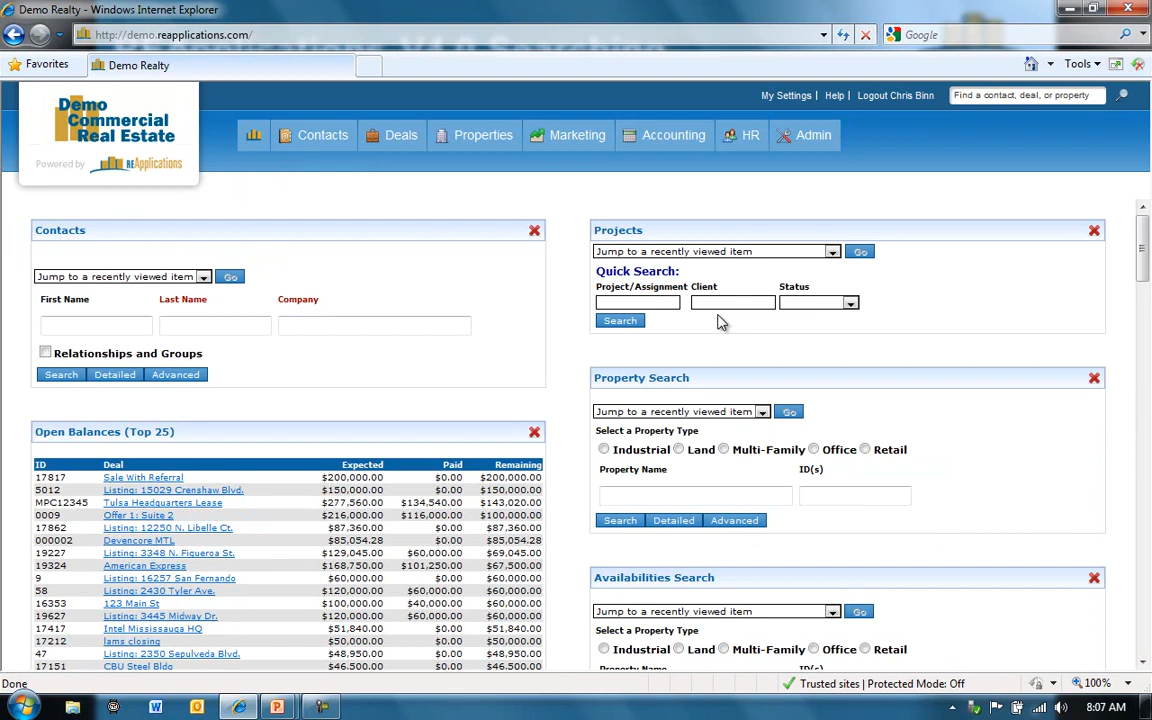 Demo Realty - Windows Internet Explorer
http://demo.reapplications.com/
Google
Favorites
Demo Realty
Tools
Demo
Commercial
Real Estate
Powered by REApplications
My Settings | Help | Logout Chris Binn
Find a contact, deal, or property
Contacts
Deals
Properties
Marketing
Accounting
HR
Admin
Contacts
Jump to a recently viewed item
Go
First Name
Last Name
Company
Relationships and Groups
Search
Detailed
Advanced
Open Balances (Top 25)
ID Deal Expected Paid Remaining
17817 Sale With Referral $200,000.00 $0.00 $200,000.00
5012 Listing: 15029 Crenshaw Blvd. $150,000.00 $0.00 $150,000.00
MPC12345 Tulsa Headquarters Lease $277,560.00 $134,540.00 $143,020.00
0009 Offer 1: Suite 2 $216,000.00 $116,000.00 $100,000.00
17862 Listing: 12250 N. Libelle Ct. $87,360.00 $0.00 $87,360.00
000002 Devencore MTL $85,054.28 $0.00 $85,054.28
19227 Listing: 3348 N. Figueroa St. $129,045.00 $60,000.00 $69,045.00
19324 American Express $168,750.00 $101,250.00 $67,500.00
9 Listing: 16257 San Fernando $60,000.00 $0.00 $60,000.00
58 Listing: 2430 Tyler Ave. $120,000.00 $60,000.00 $60,000.00
16353 123 Main St $100,000.00 $40,000.00 $60,000.00
19627 Listing: 3445 Midway Dr. $120,000.00 $60,000.00 $60,000.00
17417 Intel Mississauga HQ $51,840.00 $0.00 $51,840.00
17212 Iams closing $50,000.00 $0.00 $50,000.00
47 Listing: 2350 Sepulveda Blvd. $48,950.00 $0.00 $48,950.00
17151 CBU Steel Bldg $46,500.00 $0.00 $46,500.00
Projects
Jump to a recently viewed item
Go
Quick Search:
Project/Assignment Client Status
Search
Property Search
Jump to a recently viewed item
Go
Select a Property Type
Industrial Land Multi-Family Office Retail
Property Name ID(s)
Search
Detailed
Advanced
Availabilities Search
Jump to a recently viewed item
Go
Select a Property Type
Industrial Land Multi-Family Office Retail
Property Name ID(s)
Done
Trusted sites | Protected Mode: Off
100%
8:07 AM